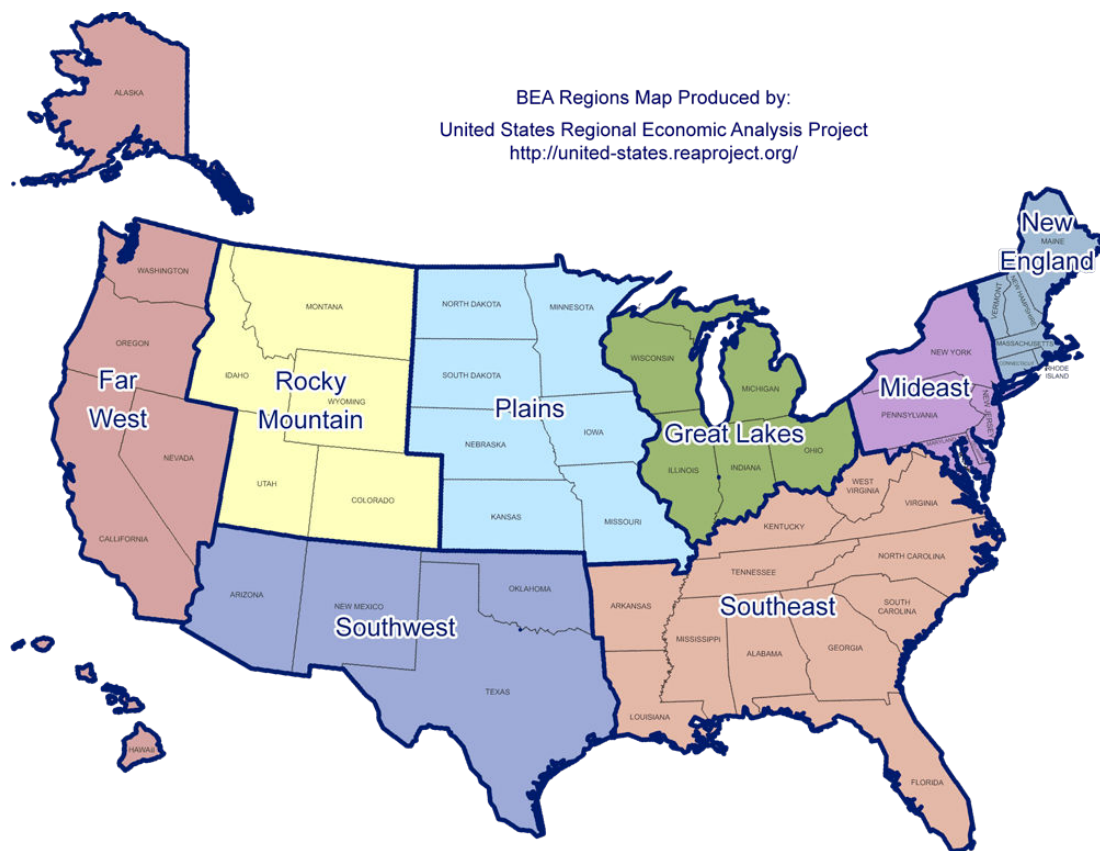 ALASKA
BEA Regions Map Produced by:
United States Regional Economic Analysis Project
http://united-states.reaproject.org/
New
England
MAINE
VERMONT
NEW HAMPSHIRE
MASSACHUSETTS
CONNECTICUT
RHODE
ISLAND
WASHINGTON
OREGON
Far
West
NEVADA
CALLIFORNIA
MONTANA
IDAHO
Rocky
Mountain
WYOMING
UTAH
COLORADO
NORTH DAKOTA
MINNESOTA
SOUTH DAKOTA
Plains
NEBRASKA
IOWA
KANSAS
MISSOURI
WISCONSIN
MICHIGAN
Great Lakes
ILLINOIS
INDIANA
OHIO
NEW YORK
Mideast
PENNSYLVANIA
NEW JERSEY
MARYLAND
ARIZONA
NEW MEXICO
OKLAHOMA
Southwest
TEXAS
WEST
VIRGINIA
VIRGINIA
KENTUCKY
NORTH CAROLINA
TENNESSEE
ARKANSAS
Southeast
SOUTH
CAROLINA
MISSISSIPPI
ALABAMA
GEORGIA
LOUISIANA
FLORIDA
HAWAII